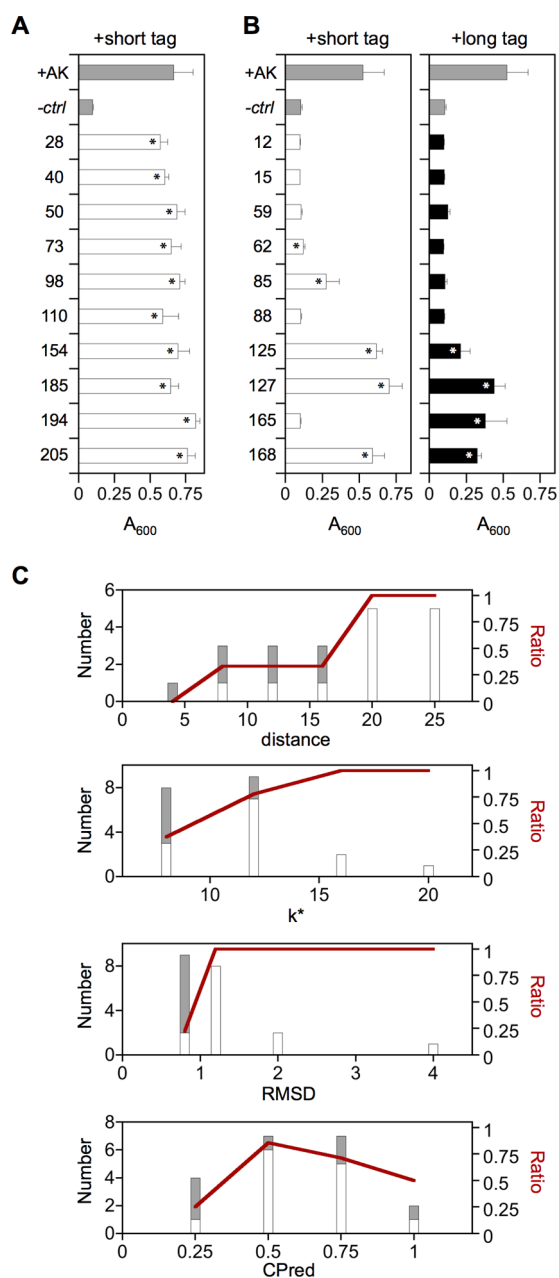 A
+short tag
+AK
-ctrl
28
*
40
*
50
*
73
*
98
*
110
*
154
*
185
*
194
*
205
*
0 0.25 0.5 0.75
A600
B
+short tag +long tag
+AK
-ctrl
12
15
59
62
*
85
*
88
125
* *
127
* *
165
*
168
* *
0 0.25 0.5 0.75 0 0.25 0.5 0.75
A600 A600
C
6
4
2
0
Number
0 5 10 15 20 25
distance
1
0.75
0.5
0.25
0
Ratio
8
4
0
Number
10 15 20
k*
1
0.75
0.5
0.25
0
Ratio
8
4
0
Number
0 1 2 3 4
RMSD
1
0.75
0.5
0.25
0
Ratio
8
6
4
2
0
Number
0 0.25 0.5 0.75 1
CPred
1
0.75
0.5
0.25
0
Ratio